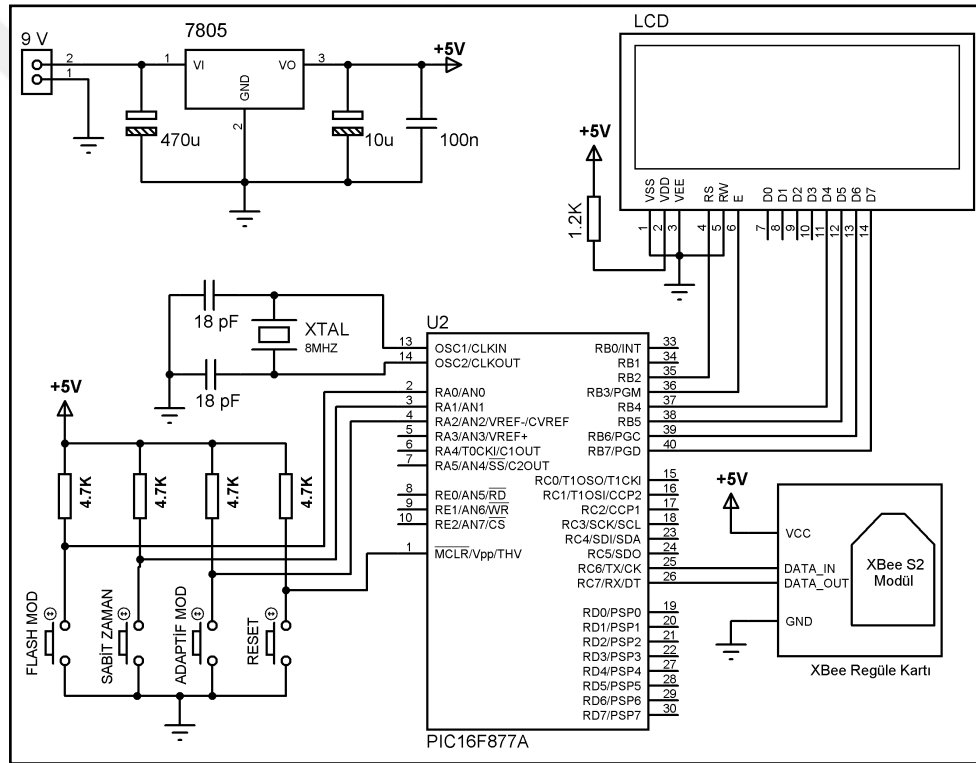 9 V
2
1
7805
1
VI
VO
3
GND
2
+5V
470u
10u
100n
LCD
+5V
1.2K
VSS
VDD
VEE
RS
RW
E
D0
D1
D2
D3
D4
D5
D6
D7
1
2
3
4
5
6
7
8
9
10
11
12
13
14
18 pF
XTAL
8MHZ
18 pF
U2
13
OSC1/CLKIN
14
OSC2/CLKOUT
2
RA0/AN0
3
RA1/AN1
4
RA2/AN2/VREF-/CVREF
5
RA3/AN3/VREF+
6
RA4/T0CKI/C1OUT
7
RA5/AN4/SS/C2OUT
8
RE0/AN5/RD
9
RE1/AN6/WR
10
RE2/AN7/CS
1
MCLR/Vpp/THV
RB0/INT
33
RB1
34
RB2
35
RB3/PGM
36
RB4
37
RB5
38
RB6/PGC
39
RB7/PGD
40
RC0/T1OSO/T1CKI
15
RC1/T1OSI/CCP2
16
RC2/CCP1
17
RC3/SCK/SCL
18
RC4/SDI/SDA
23
RC5/SDO
24
RC6/TX/CK
25
RC7/RX/DT
26
RD0/PSP0
19
RD1/PSP1
20
RD2/PSP2
21
RD3/PSP3
22
RD4/PSP4
27
RD5/PSP5
28
RD6/PSP6
29
RD7/PSP7
30
PIC16F877A
+5V
4.7K
4.7K
4.7K
4.7K
FLASH MOD
SABİT ZAMAN
ADAPTİF MOD
RESET
+5V
VCC
DATA_IN
DATA_OUT
GND
XBee S2
Modül
XBee Regüle Kartı